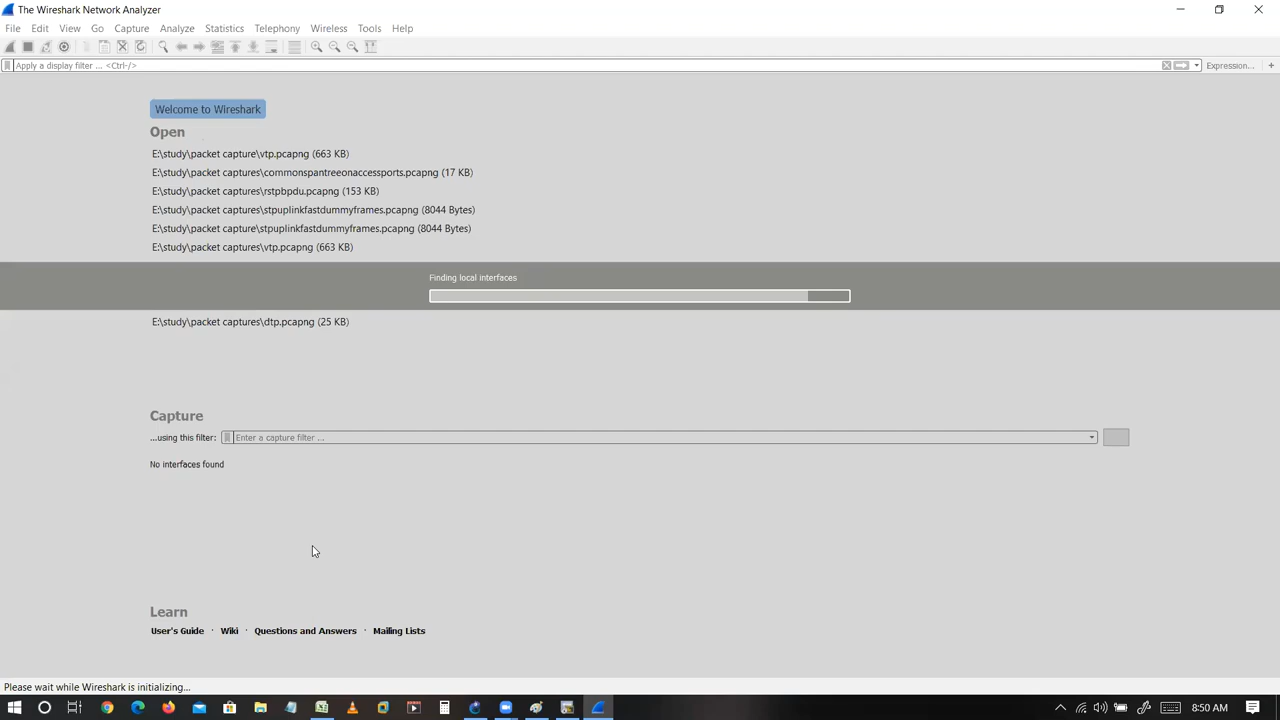 The Wireshark Network Analyzer
File Edit View Go Capture Analyze Statistics Telephony Wireless Tools Help
Apply a display filter ... <Ctrl-/> Expression... +
Welcome to Wireshark
Open
E:\study\packet capture\vtp.pcapng (663 KB)
E:\study\packet captures\commonspantreeonaccessports.pcapng (17 KB)
E:\study\packet captures\rstpbpdu.pcapng (153 KB)
E:\study\packet captures\stpuplinkfastdummyframes.pcapng (8044 Bytes)
E:\study\packet capture\stpuplinkfastdummyframes.pcapng (8044 Bytes)
E:\study\packet captures\vtp.pcapng (663 KB)
Finding local interfaces
E:\study\packet captures\dtp.pcapng (25 KB)
Capture
...using this filter: Enter a capture filter ...
No interfaces found
Learn
User's Guide · Wiki · Questions and Answers · Mailing Lists
Please wait while Wireshark is initializing...
8:50 AM